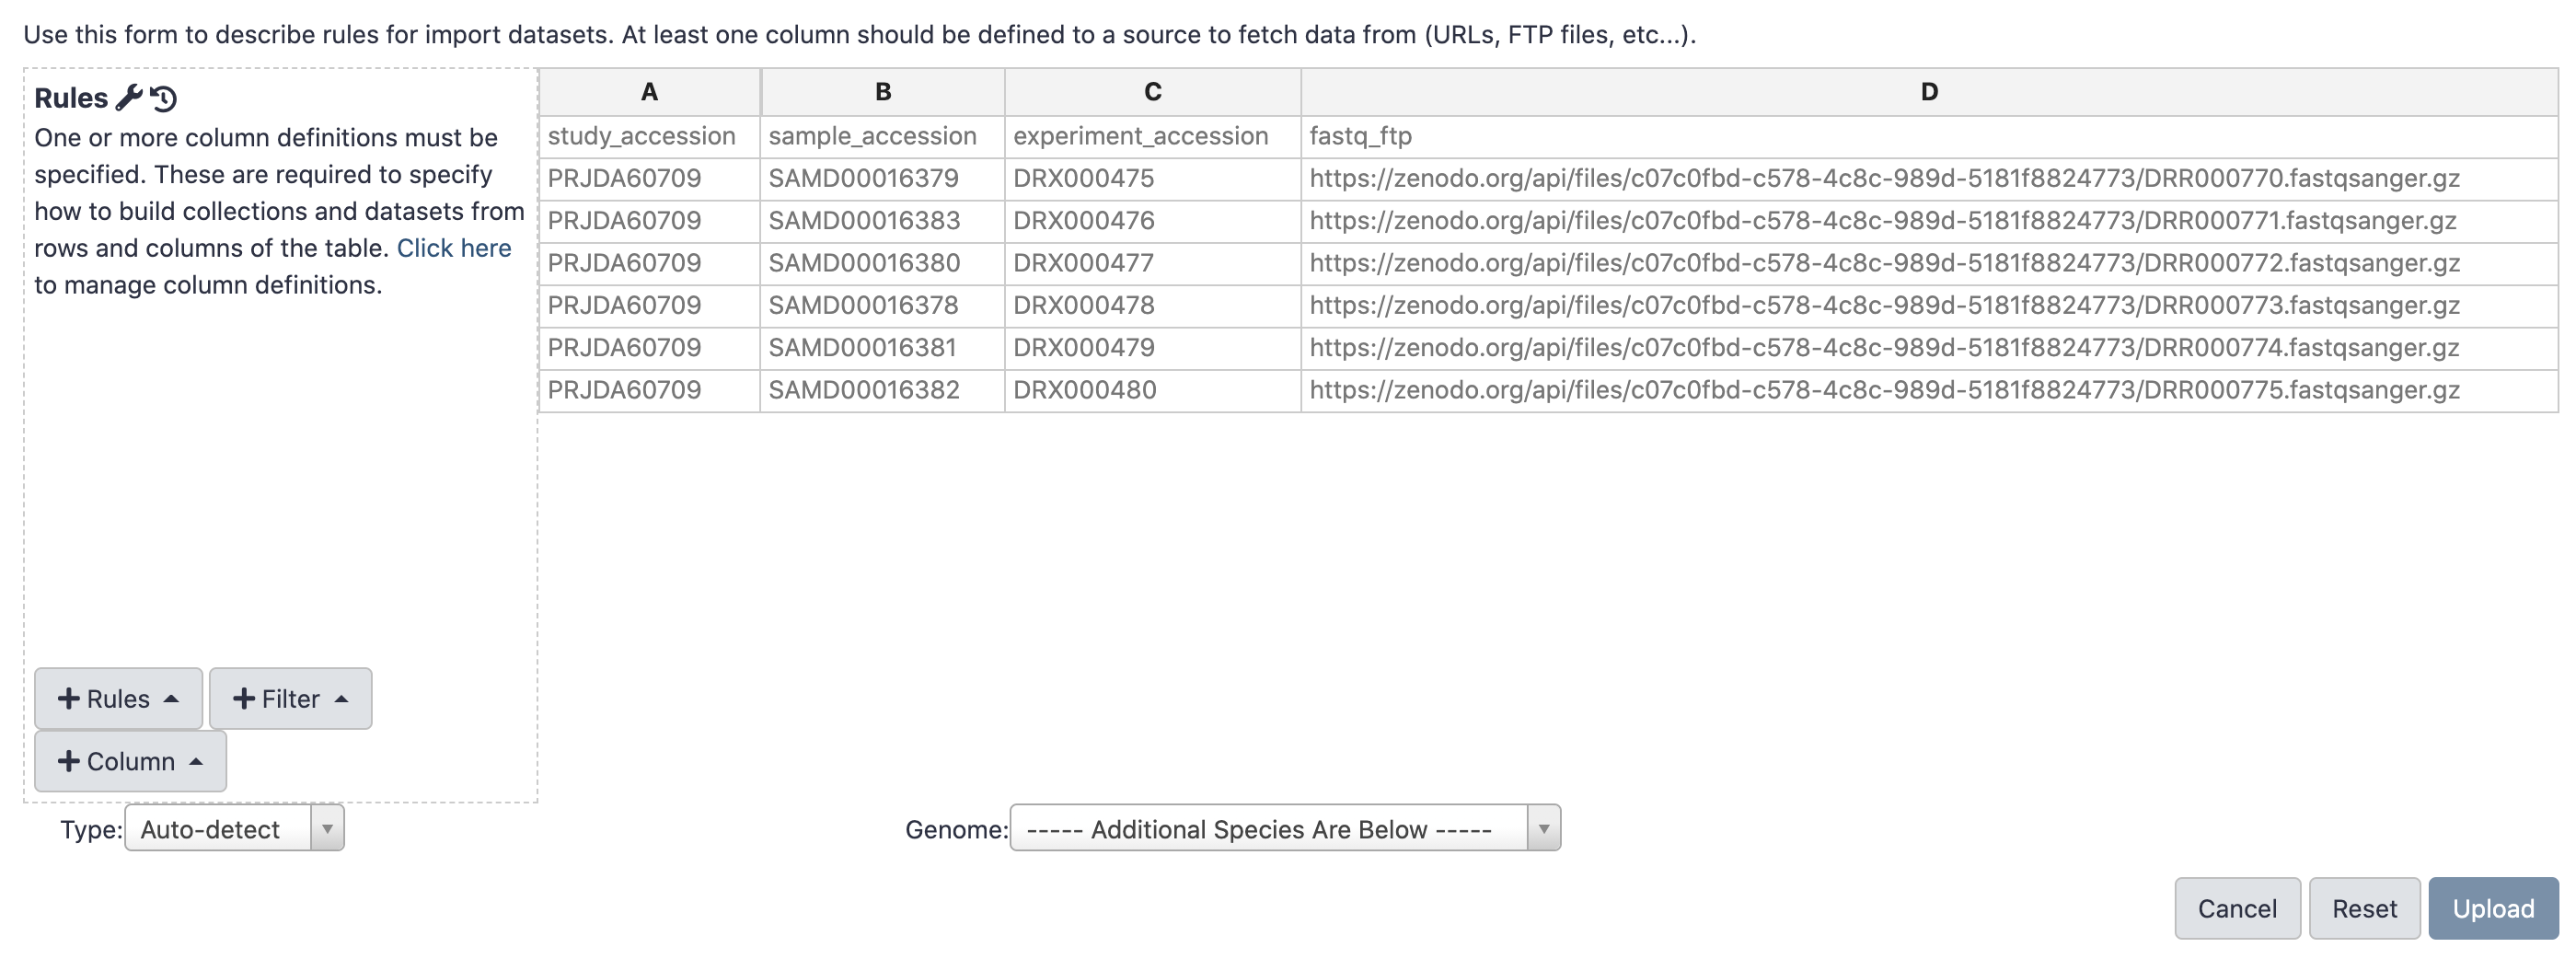 Use this form to describe rules for import datasets. At least one column should be defined to a source to fetch data from (URLs, FTP files, etc...).
Rules
One or more column definitions must be
specified. These are required to specify
how to build collections and datasets from
rows and columns of the table. Click here
to manage column definitions.
A B C D
study_accession sample_accession experiment_accession fastq_ftp
PRJDA60709 SAMD00016379 DRX000475 https://zenodo.org/api/files/c07c0fbd-c578-4c8c-989d-5181f8824773/DRR000770.fastqsanger.gz
PRJDA60709 SAMD00016383 DRX000476 https://zenodo.org/api/files/c07c0fbd-c578-4c8c-989d-5181f8824773/DRR000771.fastqsanger.gz
PRJDA60709 SAMD00016380 DRX000477 https://zenodo.org/api/files/c07c0fbd-c578-4c8c-989d-5181f8824773/DRR000772.fastqsanger.gz
PRJDA60709 SAMD00016378 DRX000478 https://zenodo.org/api/files/c07c0fbd-c578-4c8c-989d-5181f8824773/DRR000773.fastqsanger.gz
PRJDA60709 SAMD00016381 DRX000479 https://zenodo.org/api/files/c07c0fbd-c578-4c8c-989d-5181f8824773/DRR000774.fastqsanger.gz
PRJDA60709 SAMD00016382 DRX000480 https://zenodo.org/api/files/c07c0fbd-c578-4c8c-989d-5181f8824773/DRR000775.fastqsanger.gz
Rules Filter
Column
Type: Auto-detect Genome: ----- Additional Species Are Below -----
Cancel Reset Upload